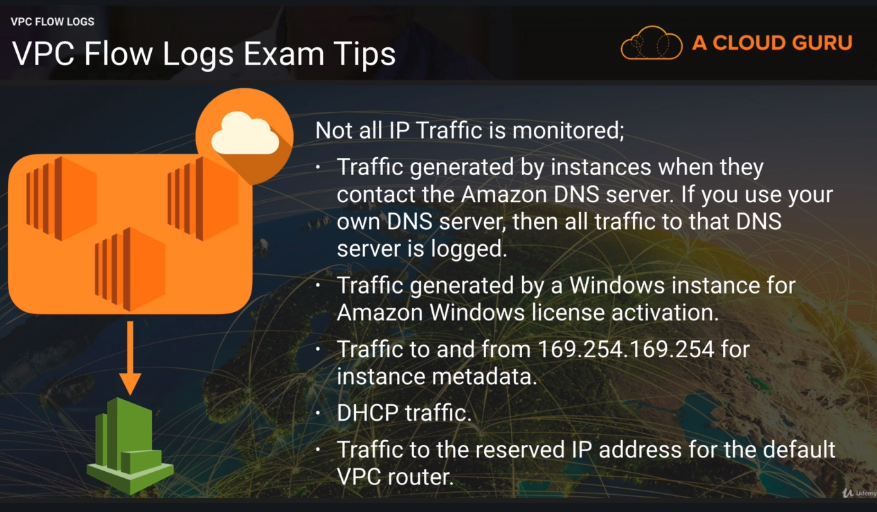 VPC FLOW LOGS
VPC Flow Logs Exam Tips
A CLOUD GURU
Not all IP Traffic is monitored;
· Traffic generated by instances when they
contact the Amazon DNS server. If you use your
own DNS server, then all traffic to that DNS
server is logged.
· Traffic generated by a Windows instance for
Amazon Windows license activation.
· Traffic to and from 169.254.169.254 for
instance metadata.
· DHCP traffic.
· Traffic to the reserved IP address for the default
VPC router.
Udemy